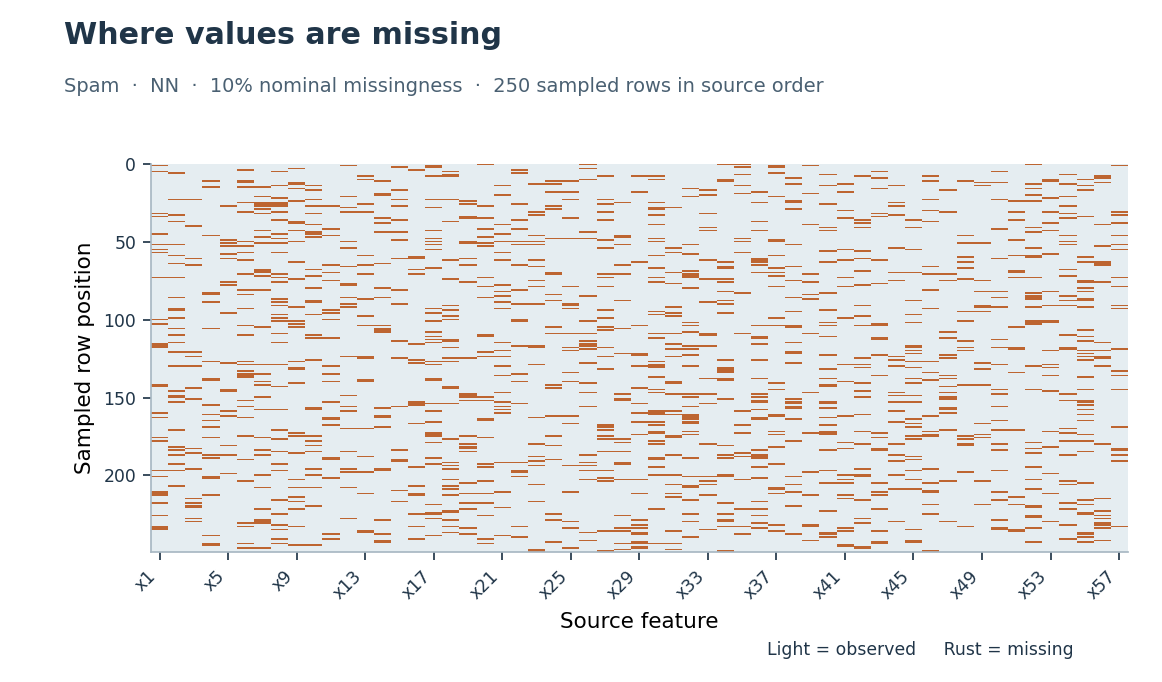 Where values are missing
Spam · NN · 10% nominal missingness · 250 sampled rows in source order
0
50
100
150
200
Sampled row position
x1 x5 x9 x13 x17 x21 x25 x29 x33 x37 x41 x45 x49 x53 x57
Source feature
Light = observed Rust = missing